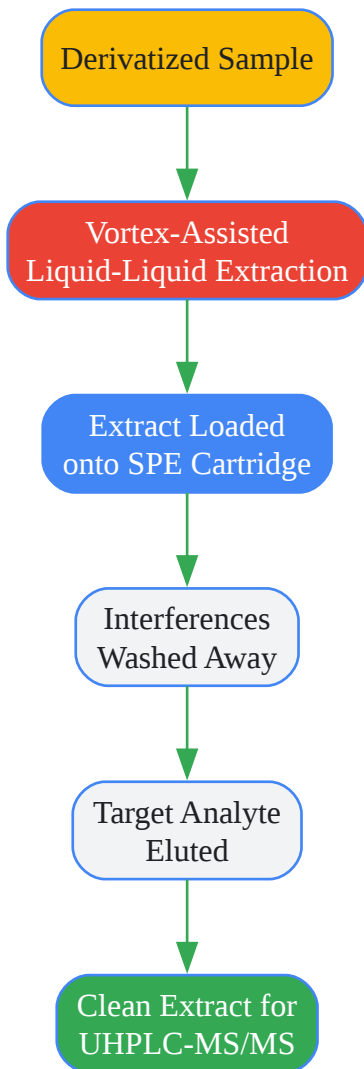 Derivatized Sample
Vortex-Assisted
Liquid-Liquid Extraction
Extract Loaded
onto SPE Cartridge
Interferences
Washed Away
Target Analyte
Eluted
Clean Extract for
UHPLC-MS/MS